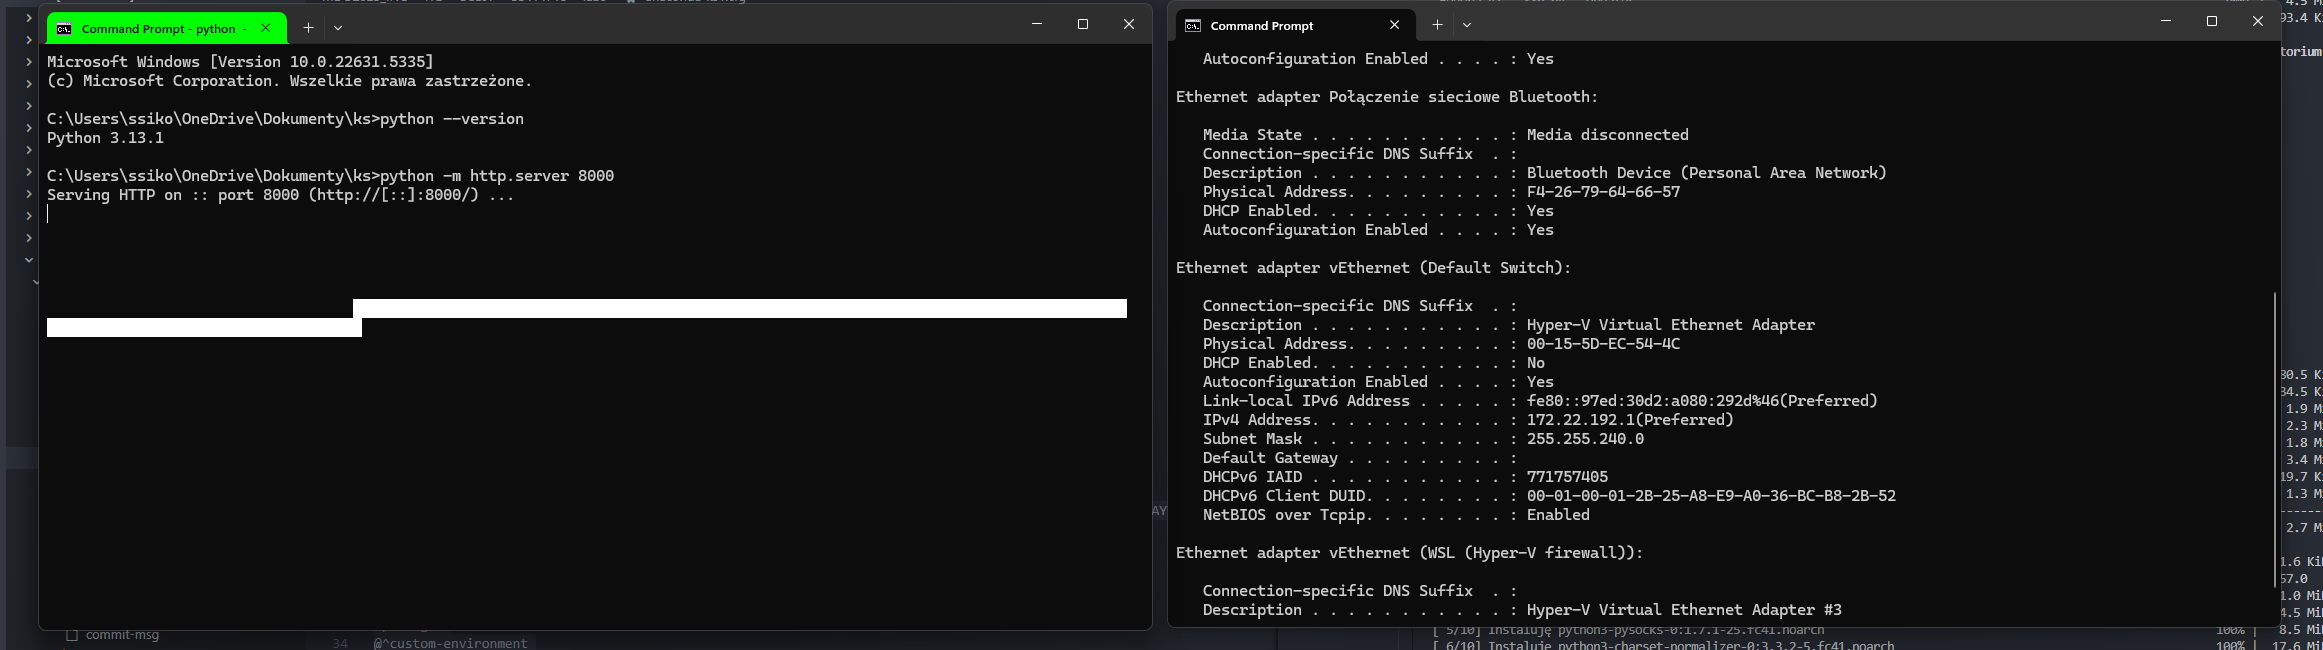 Command Prompt - python -
Microsoft Windows [Version 10.0.22631.5335]
(c) Microsoft Corporation. Wszelkie prawa zastrzeżone.
C:\Users\ssiko\OneDrive\Dokumenty\ks>python --version
Python 3.13.1
C:\Users\ssiko\OneDrive\Dokumenty\ks>python -m http.server 8000
Serving HTTP on :: port 8000 (http://[::]:8000/) ...
commit-msg
34 @^custom-environment
Command Prompt
Autoconfiguration Enabled . . . . : Yes
Ethernet adapter Połączenie sieciowe Bluetooth:
Media State . . . . . . . . . . . : Media disconnected
Connection-specific DNS Suffix . :
Description . . . . . . . . . . . : Bluetooth Device (Personal Area Network)
Physical Address. . . . . . . . . : F4-26-79-64-66-57
DHCP Enabled. . . . . . . . . . . : Yes
Autoconfiguration Enabled . . . . : Yes
Ethernet adapter vEthernet (Default Switch):
Connection-specific DNS Suffix . :
Description . . . . . . . . . . . : Hyper-V Virtual Ethernet Adapter
Physical Address. . . . . . . . . : 00-15-5D-EC-54-4C
DHCP Enabled. . . . . . . . . . . : No
Autoconfiguration Enabled . . . . : Yes
Link-local IPv6 Address . . . . . : fe80::97ed:30d2:a080:292d%46(Preferred)
IPv4 Address. . . . . . . . . . . : 172.22.192.1(Preferred)
Subnet Mask . . . . . . . . . . . : 255.255.240.0
Default Gateway . . . . . . . . . :
DHCPv6 IAID . . . . . . . . . . . : 771757405
DHCPv6 Client DUID. . . . . . . . : 00-01-00-01-2B-25-A8-E9-A0-36-BC-B8-2B-52
NetBIOS over Tcpip. . . . . . . . : Enabled
Ethernet adapter vEthernet (WSL (Hyper-V firewall)):
Connection-specific DNS Suffix . :
Description . . . . . . . . . . . : Hyper-V Virtual Ethernet Adapter #3
[ 5/10] Instaluję python3-pysocks-0:1.7.1-25.fc41.noarch 100% | 8.5 Mi
[ 6/10] Instaluję python3-charset-normalizer-0:3.3.2-5.fc41.noarch 100% | 17.6 Mi